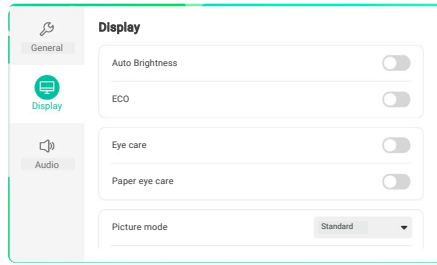 Display
General
Auto Brightness
ECO
Display
Eye care
Audio
Paper eye care
Picture mode
Standard